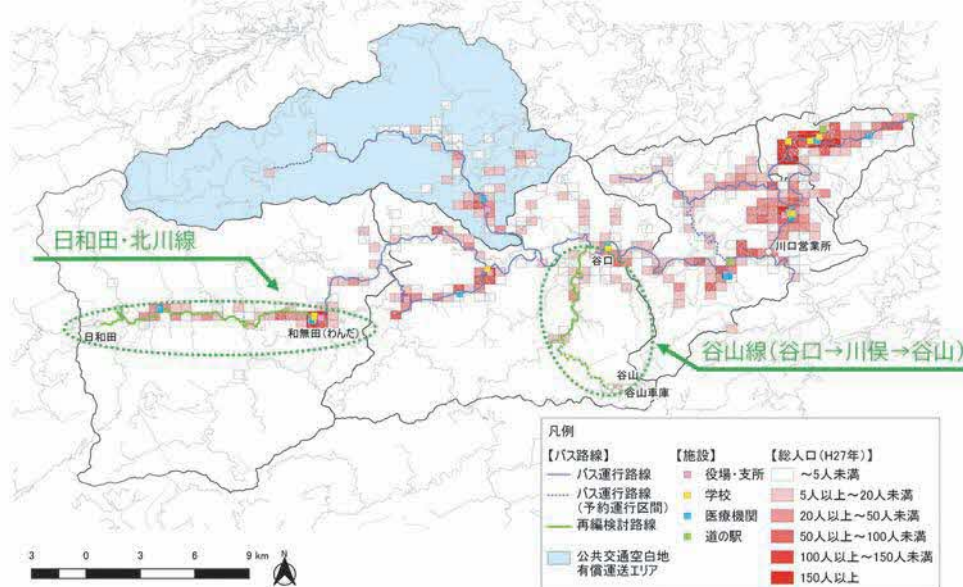 日和田・北川線
日和田
和無田(わんだ)
谷口
川口営業所
谷山線(谷口→川俣→谷山)
谷山
谷山車庫
凡例
【バス路線】
バス運行路線
バス運行路線
(予約運行区間)
再編検討路線
公共交通空白地
有償運送エリア
【施設】
役場・支所
学校
医療機関
道の駅
【総人口(H27年)】
~5人未満
5人以上~20人未満
20人以上~50人未満
50人以上~100人未満
100人以上~150人未満
150人以上
3 0 3 6 9 km
N